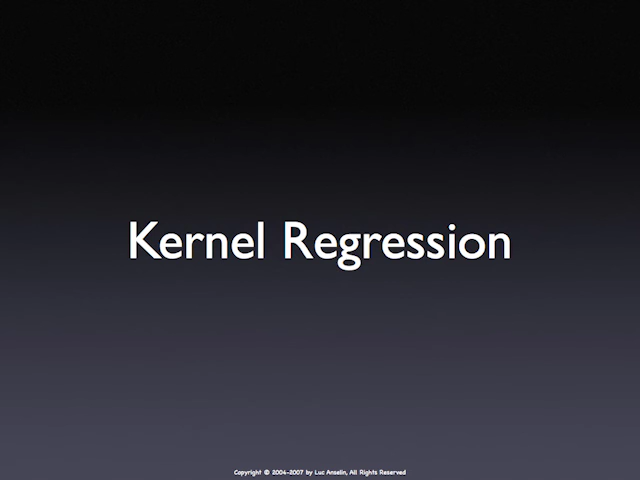 Kernel Regression
Copyright © 2004-2007 by Luc Anselin, All Rights Reserved